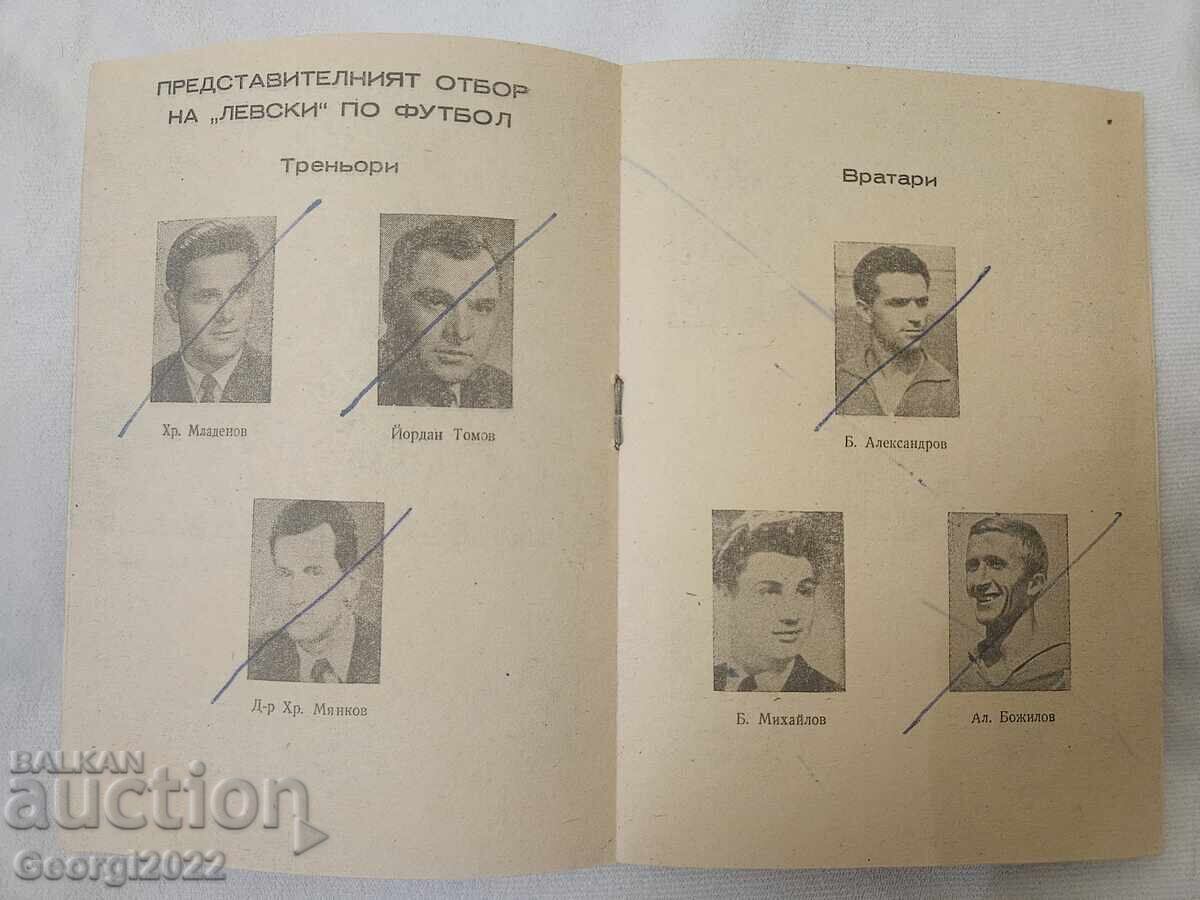 ПРЕДСТАВИТЕЛНИЯТ ОТБОР
НА „ЛЕВСКИ" ПО ФУТБОЛ
Треньори
Хр. Младенов
Йордан Томов
Д-р Хр. Мянков
Вратари
Б. Александров
Б. Михайлов
Ал. Божилов
BALKAN
auction
Georgi2022